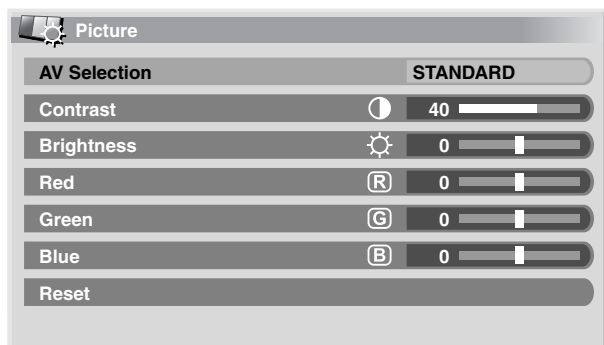 Picture
AV Selection STANDARD
Contrast 40
Brightness 0
Red R 0
Green G 0
Blue B 0
Reset